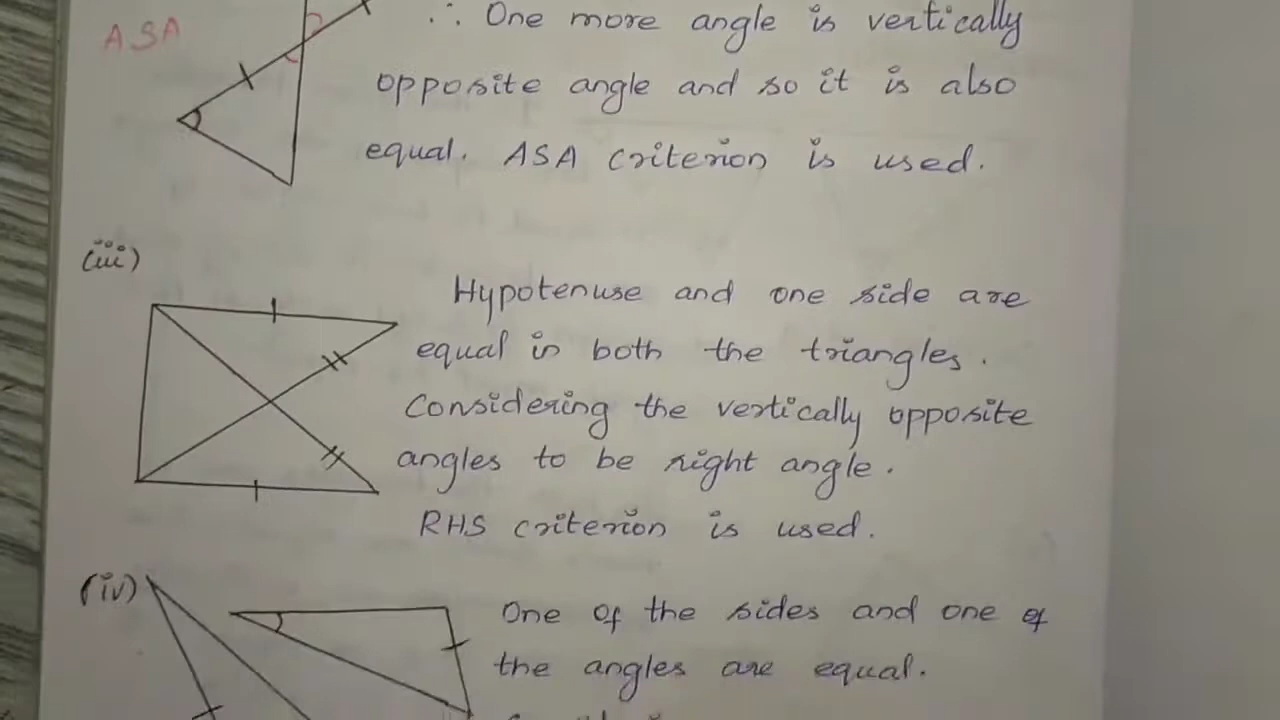 ASA
∴ One more angle is vertically
opposite angle and so it is also
equal. ASA criterion is used.
(iii)
Hypotenuse and one side are
equal in both the triangles.
Considering the vertically opposite
angles to be right angle.
RHS criterion is used.
(iv)
One of the sides and one of
the angles are equal.